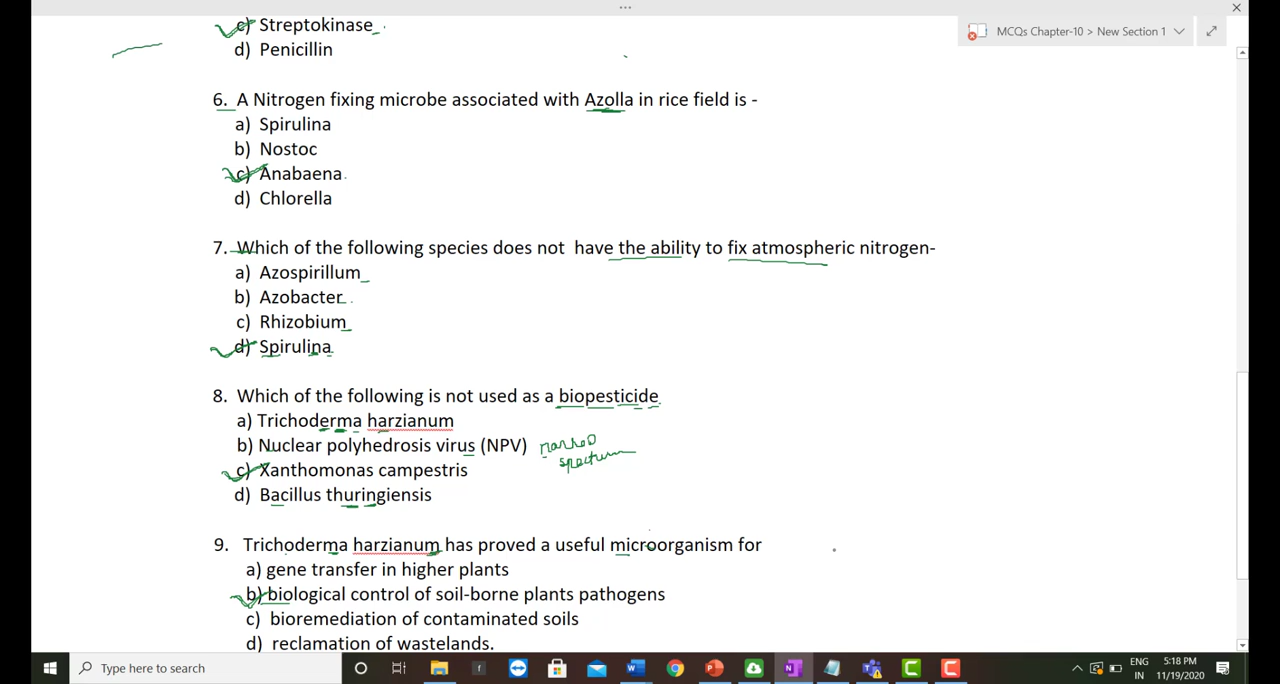 MCQs Chapter-10 > New Section 1
c) Streptokinase
d) Penicillin
6. A Nitrogen fixing microbe associated with Azolla in rice field is -
a) Spirulina
b) Nostoc
c) Anabaena
d) Chlorella
7. Which of the following species does not have the ability to fix atmospheric nitrogen-
a) Azospirillum
b) Azobacter
c) Rhizobium
d) Spirulina
8. Which of the following is not used as a biopesticide
a) Trichoderma harzianum
b) Nuclear polyhedrosis virus (NPV)
spectrum
c) Xanthomonas campestris
d) Bacillus thuringiensis
9. Trichoderma harzianum has proved a useful microorganism for
a) gene transfer in higher plants
b) biological control of soil-borne plants pathogens
c) bioremediation of contaminated soils
d) reclamation of wastelands.
Type here to search
ENG
IN
5:18 PM
11/19/2020